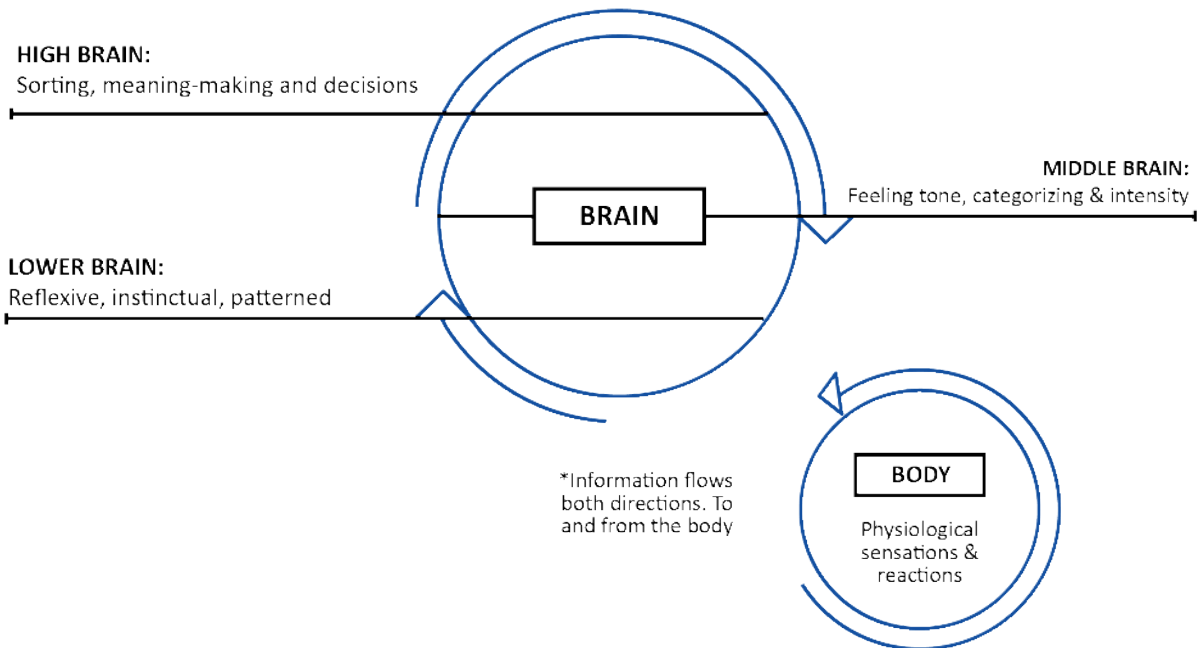 HIGH BRAIN:
Sorting, meaning-making and decisions
MIDDLE BRAIN:
Feeling tone, categorizing & intensity
BRAIN
LOWER BRAIN:
Reflexive, instinctual, patterned
*Information flows
both directions. To
and from the body
BODY
Physiological
sensations &
reactions